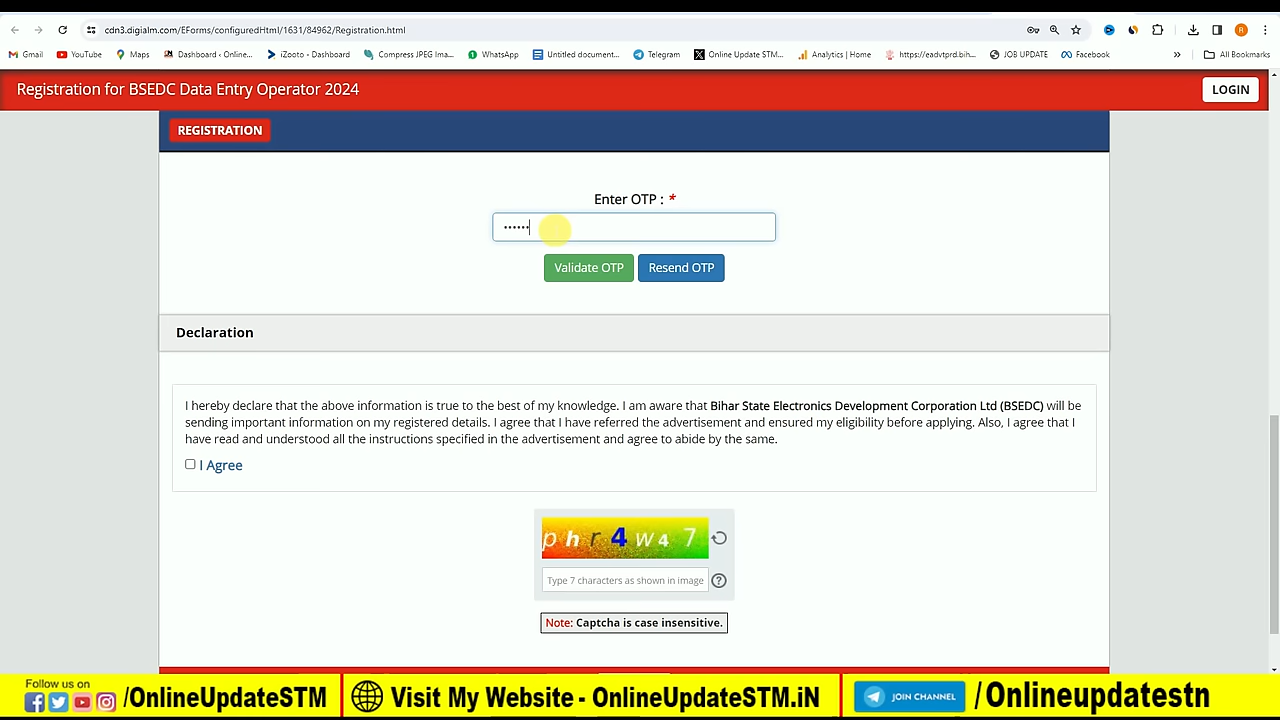 cdn3.digialm.com/EForms/configuredHtml/1631/84962/Registration.html
Gmail YouTube Maps Dashboard < Online... iZooto - Dashboard Compress JPEG Ima... WhatsApp Untitled document... Telegram Online Update STM... Analytics | Home https://eadvtprd.bih... JOB UPDATE Facebook » All Bookmarks
Registration for BSEDC Data Entry Operator 2024
LOGIN
REGISTRATION
Enter OTP : *
••••••
Validate OTP Resend OTP
Declaration
I hereby declare that the above information is true to the best of my knowledge. I am aware that Bihar State Electronics Development Corporation Ltd (BSEDC) will be
sending important information on my registered details. I agree that I have referred the advertisement and ensured my eligibility before applying. Also, I agree that I
have read and understood all the instructions specified in the advertisement and agree to abide by the same.
I Agree
phr4w47
Type 7 characters as shown in image
Note: Captcha is case insensitive.
Follow us on
/OnlineUpdateSTM
Visit My Website - OnlineUpdateSTM.iN
JOIN CHANNEL /Onlineupdatestn